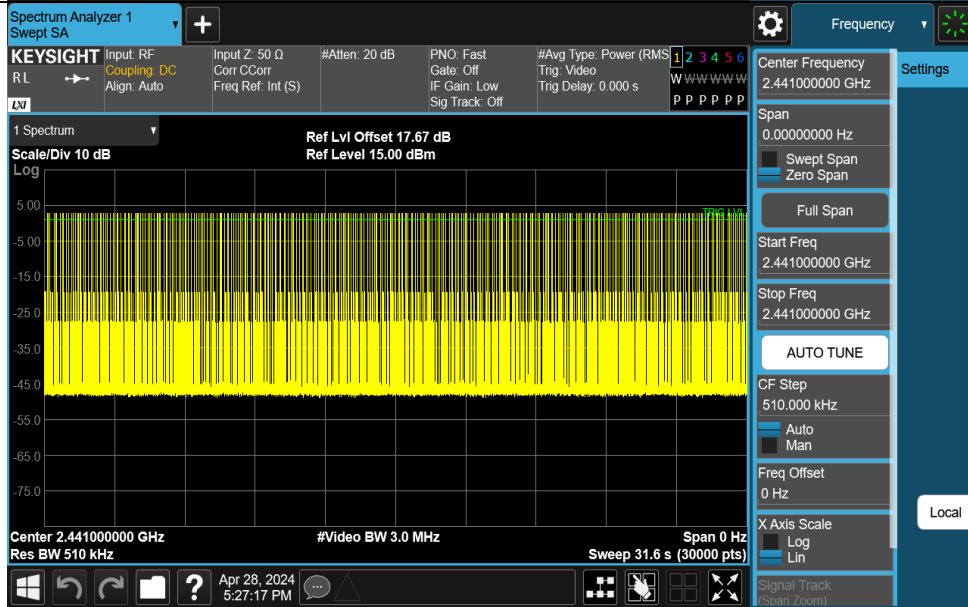 Spectrum Analyzer 1
Swept SA
Frequency
KEYSIGHT
RL
LXI
Input: RF
Coupling: DC
Align: Auto
Input Z: 50 Ω
Corr CCorr
Freq Ref: Int (S)
#Atten: 20 dB
PNO: Fast
Gate: Off
IF Gain: Low
Sig Track: Off
#Avg Type: Power (RMS
Trig: Video
Trig Delay: 0.000 s
1 2 3 4 5 6
W W W W W W
P P P P P P
1 Spectrum
Scale/Div 10 dB
Log
Ref Lvl Offset 17.67 dB
Ref Level 15.00 dBm
5.00
-5.00
-15.0
-25.0
-35.0
-45.0
-55.0
-65.0
-75.0
TRIG LVL
Center 2.441000000 GHz
Res BW 510 kHz
#Video BW 3.0 MHz
Span 0 Hz
Sweep 31.6 s (30000 pts)
Center Frequency
2.441000000 GHz
Settings
Span
0.00000000 Hz
Swept Span
Zero Span
Full Span
Start Freq
2.441000000 GHz
Stop Freq
2.441000000 GHz
AUTO TUNE
CF Step
510.000 kHz
Auto
Man
Freq Offset
0 Hz
X Axis Scale
Log
Lin
Signal Track
(Span Zoom)
Local
?
Apr 28, 2024
5:27:17 PM